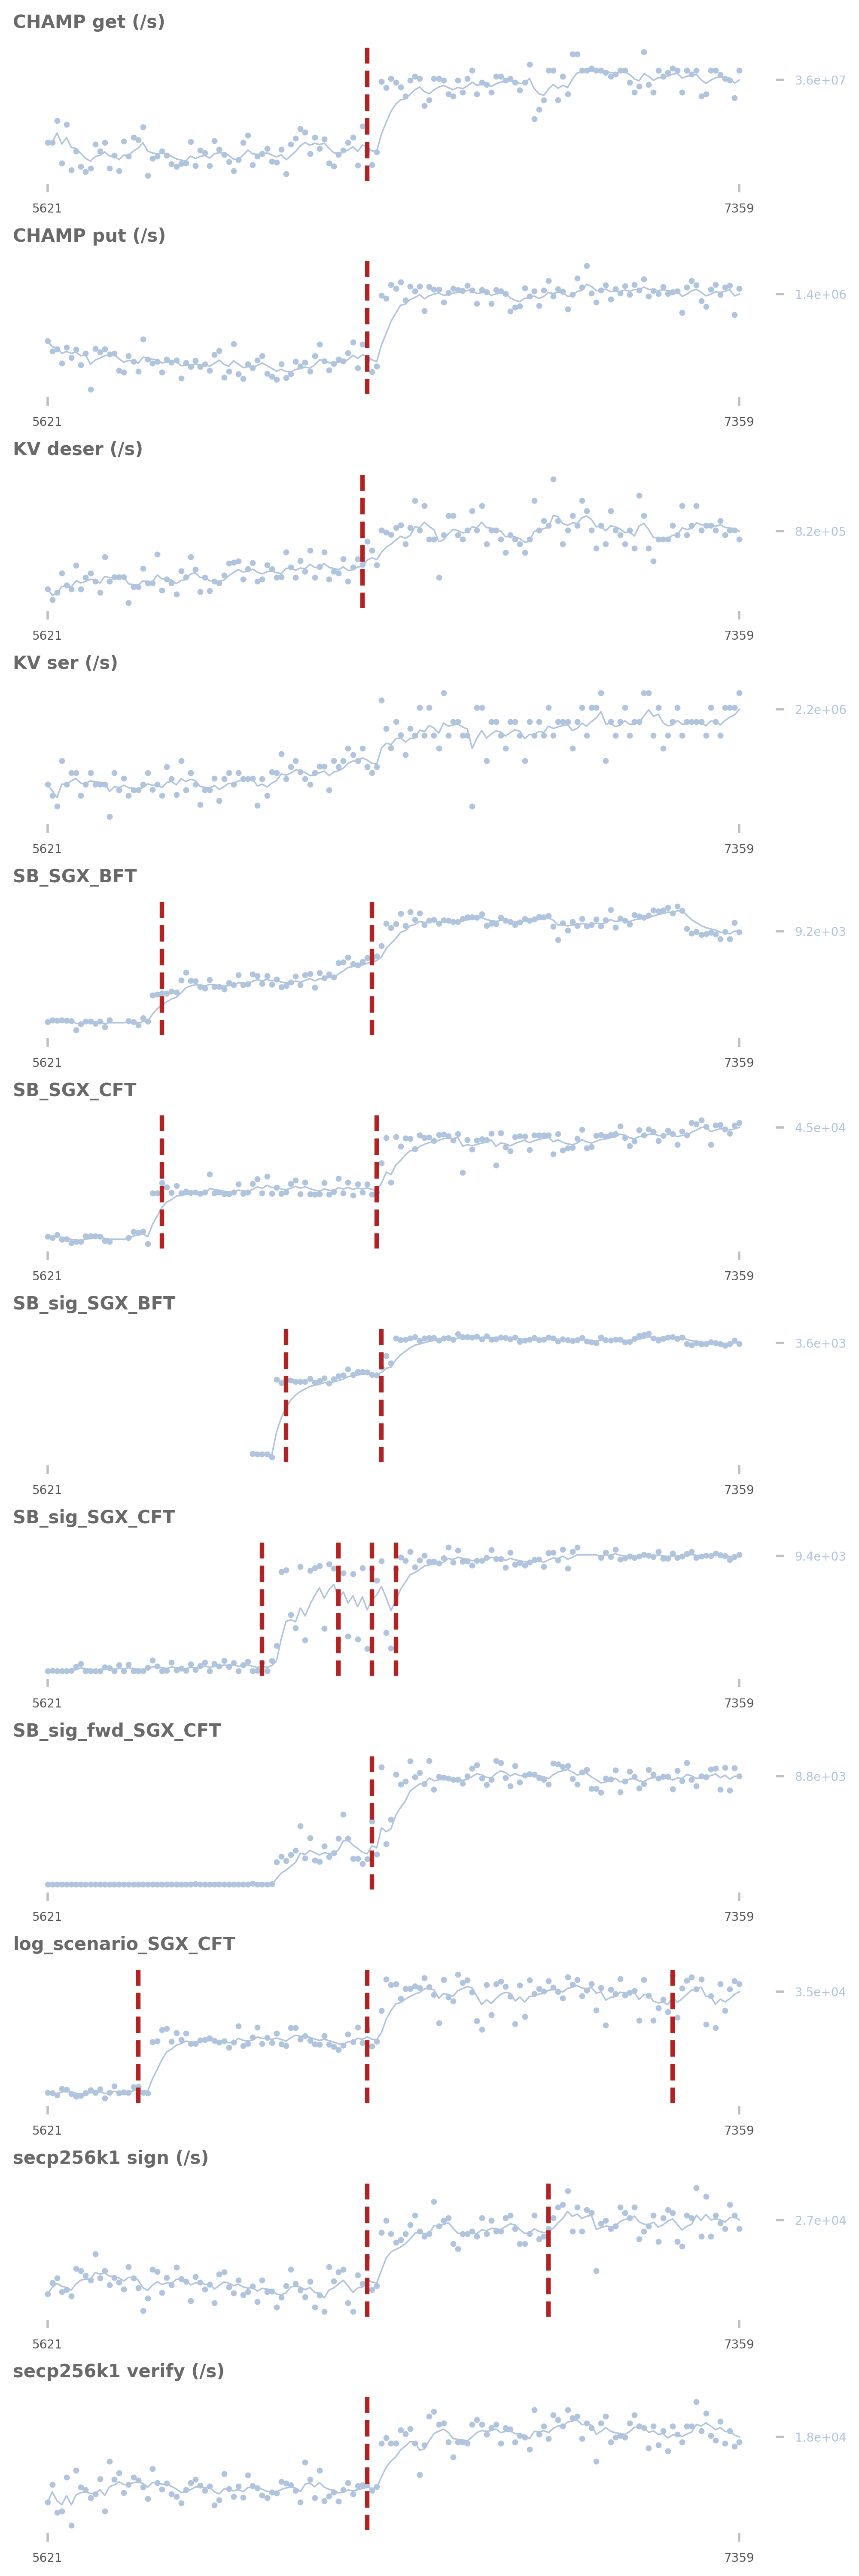 CHAMP get (/s)
3.6e+07
5621 7359
CHAMP put (/s)
1.4e+06
5621 7359
KV deser (/s)
8.2e+05
5621 7359
KV ser (/s)
2.2e+06
5621 7359
SB_SGX_BFT
9.2e+03
5621 7359
SB_SGX_CFT
4.5e+04
5621 7359
SB_sig_SGX_BFT
3.6e+03
5621 7359
SB_sig_SGX_CFT
9.4e+03
5621 7359
SB_sig_fwd_SGX_CFT
8.8e+03
5621 7359
log_scenario_SGX_CFT
3.5e+04
5621 7359
secp256k1 sign (/s)
2.7e+04
5621 7359
secp256k1 verify (/s)
1.8e+04
5621 7359